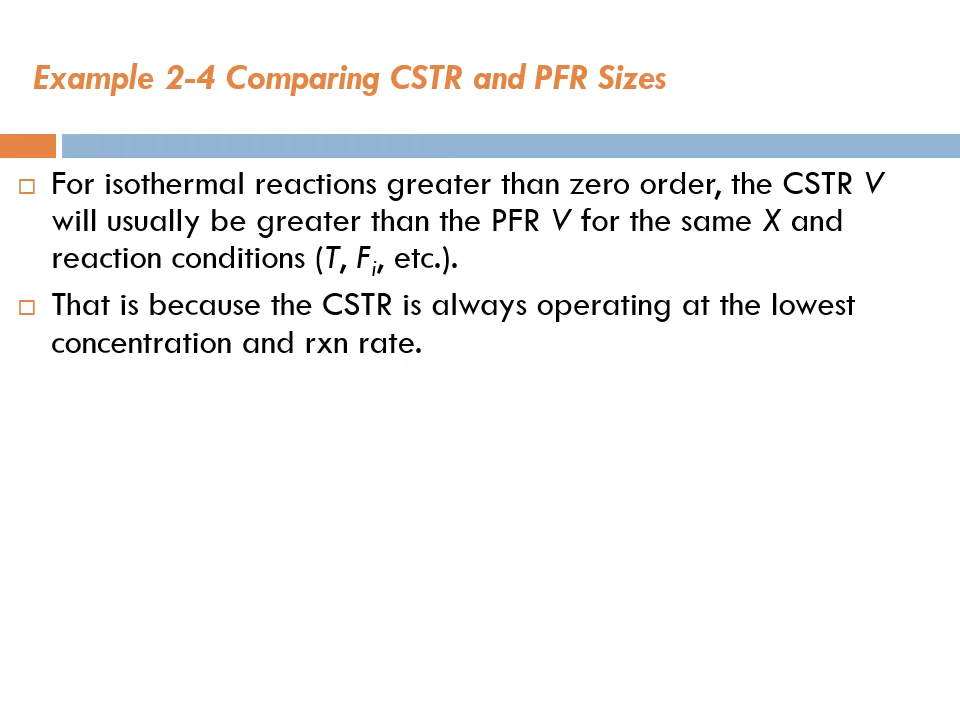 Example 2-4 Comparing CSTR and PFR Sizes
For isothermal reactions greater than zero order, the CSTR V
will usually be greater than the PFR V for the same X and
reaction conditions (T, Fi, etc.).
That is because the CSTR is always operating at the lowest
concentration and rxn rate.